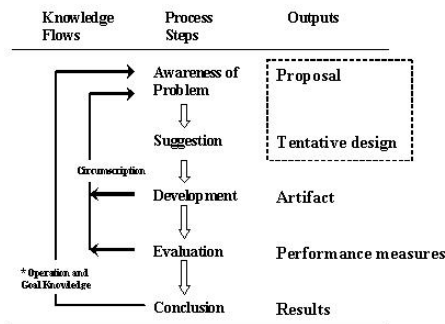 Knowledge Flows
Process Steps
Outputs
Awareness of Problem
Proposal
Suggestion
Tentative design
Circumscription
Development
Artifact
Evaluation
Performance measures
* Operation and Goal Knowledge
Conclusion
Results